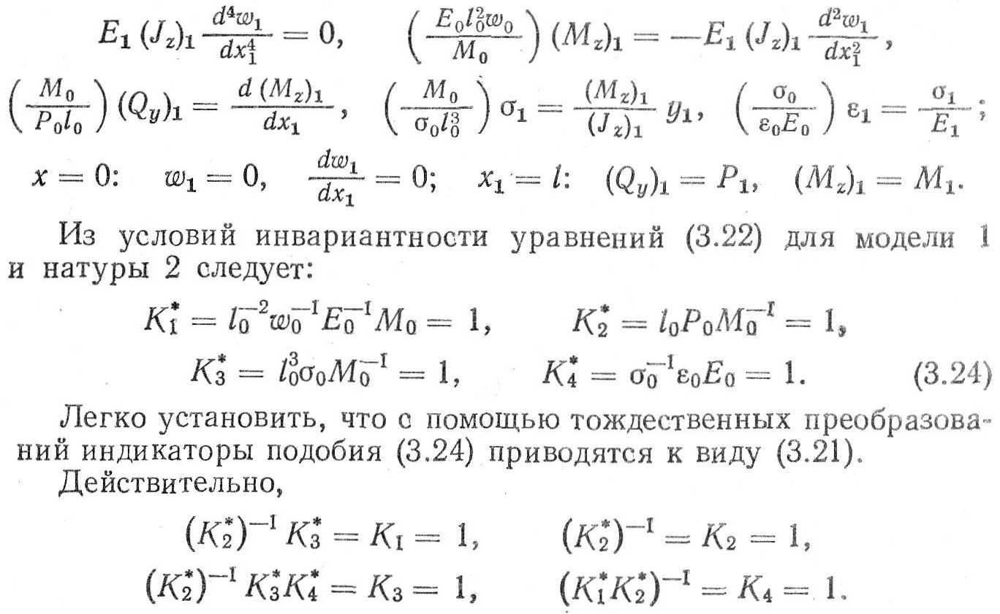 $E_1 (J_z)_1 \frac{d^4 w_1}{dx_1^4} = 0, \quad \left( \frac{E_0 l_0^2 w_0}{M_0} \right) (M_z)_1 = -E_1 (J_z)_1 \frac{d^2 w_1}{dx_1^2},$
$\left( \frac{M_0}{P_0 l_0} \right) (Q_y)_1 = \frac{d (M_z)_1}{dx_1}, \quad \left( \frac{M_0}{\sigma_0 l_0^3} \right) \sigma_1 = \frac{(M_z)_1}{(J_z)_1} y_1, \quad \left( \frac{\sigma_0}{\varepsilon_0 E_0} \right) \varepsilon_1 = \frac{\sigma_1}{E_1};$
$x = 0: \quad w_1 = 0, \quad \frac{dw_1}{dx_1} = 0; \quad x_1 = l: \quad (Q_y)_1 = P_1, \quad (M_z)_1 = M_1.$
Из условий инвариантности уравнений (3.22) для модели 1
и натуры 2 следует:
$K_1^* = l_0^{-2} w_0^{-1} E_0^{-1} M_0 = 1, \quad K_2^* = l_0 P_0 M_0^{-1} = 1,$
$K_3^* = l_0^3 \sigma_0 M_0^{-1} = 1, \quad K_4^* = \sigma_0^{-1} \varepsilon_0 E_0 = 1. \quad (3.24)$
Легко установить, что с помощью тождественных преобразова-
ний индикаторы подобия (3.24) приводятся к виду (3.21).
Действительно,
$(K_2^*)^{-1} K_3^* = K_1 = 1, \quad (K_2^*)^{-1} = K_2 = 1,$
$(K_2^*)^{-1} K_3^* K_4^* = K_3 = 1, \quad (K_1^* K_2^*)^{-1} = K_4 = 1.$